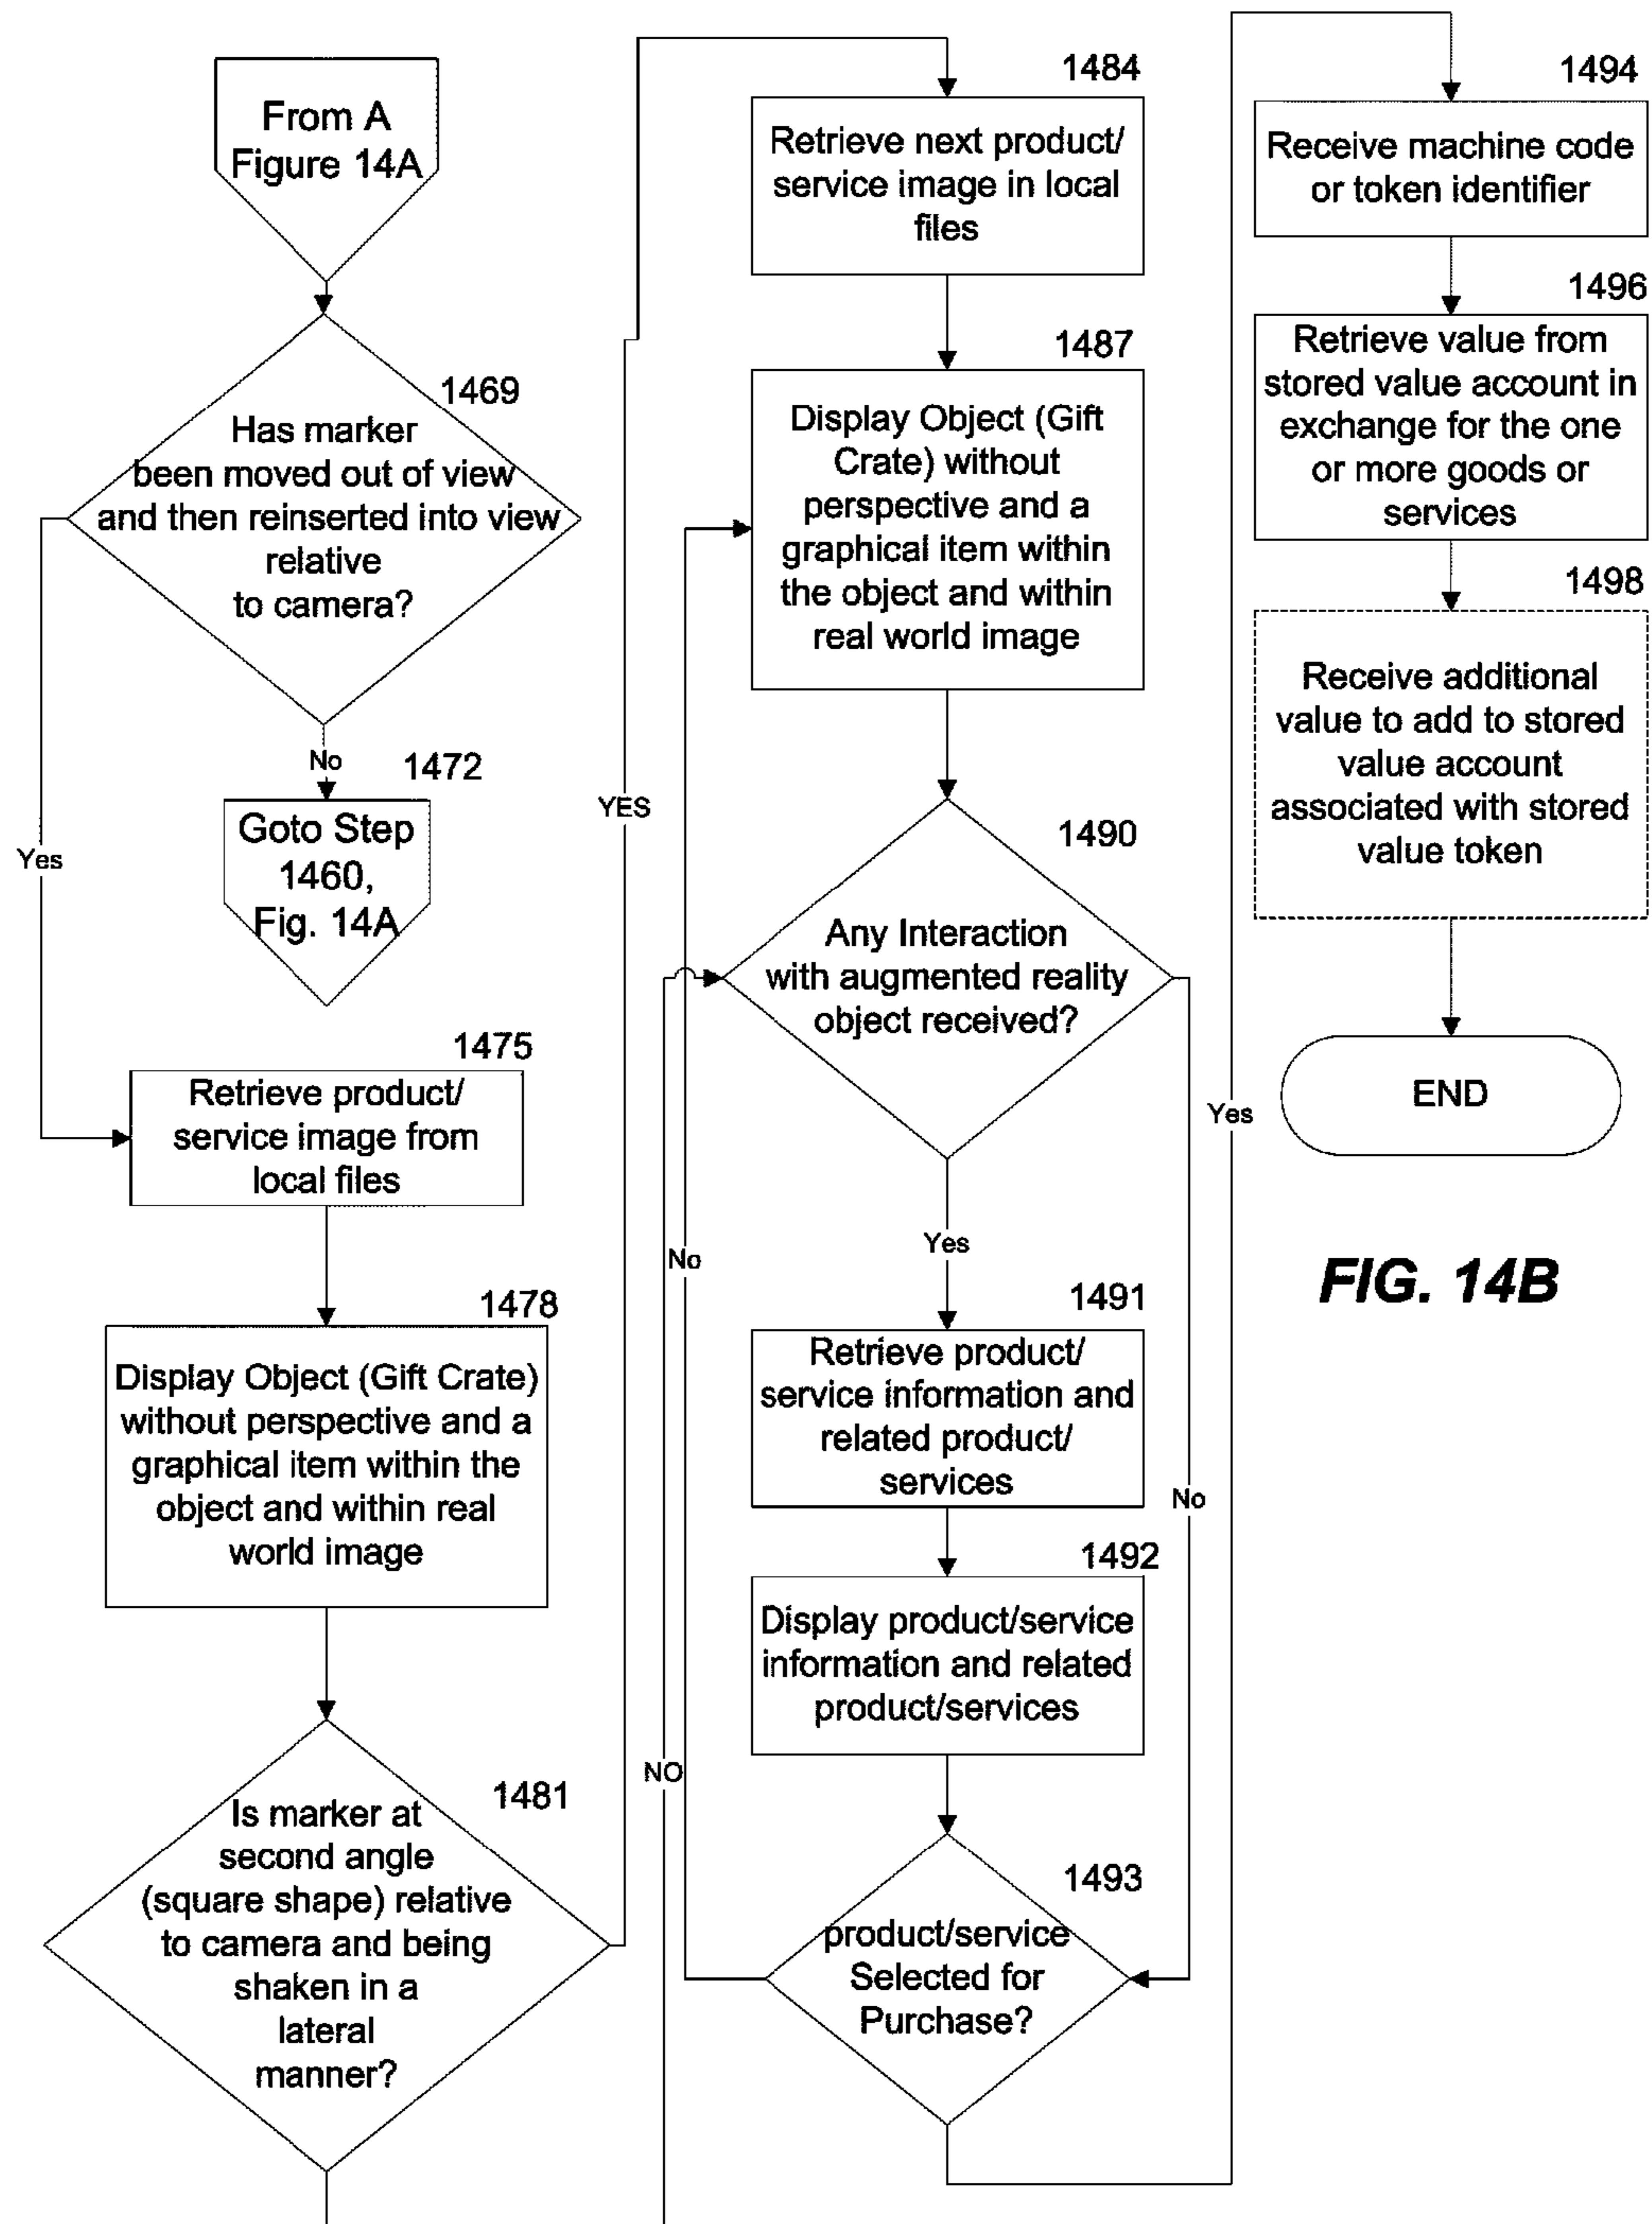 From A
Figure 14A
1469
Has marker
been moved out of view
and then reinserted into view
relative
to camera?
No
1472
Goto Step
1460,
Fig. 14A
Yes
1475
Retrieve product/
service image from
local files
1478
Display Object (Gift Crate)
without perspective and a
graphical item within the
object and within real
world image
1481
Is marker at
second angle
(square shape) relative
to camera and being
shaken in a
lateral
manner?
YES
NO
1484
Retrieve next product/
service image in local
files
1487
Display Object (Gift
Crate) without
perspective and a
graphical item within
the object and within
real world image
1490
Any Interaction
with augmented reality
object received?
Yes
No
1491
Retrieve product/
service information and
related product/
services
1492
Display product/service
information and related
product/services
1493
product/service
Selected for
Purchase?
No
Yes
1494
Receive machine code
or token identifier
1496
Retrieve value from
stored value account in
exchange for the one
or more goods or
services
1498
Receive additional
value to add to stored
value account
associated with stored
value token
END
FIG. 14B